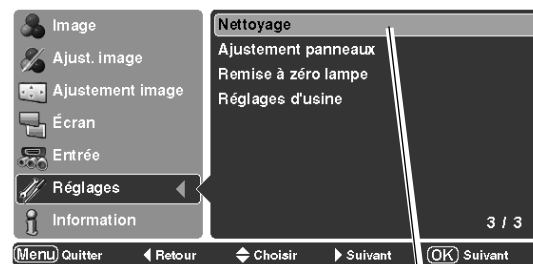 Image
Ajust. image
Ajustement image
Écran
Entrée
Réglages
Information
Nettoyage
Ajustement panneaux
Remise à zéro lampe
Réglages d'usine
3 / 3
Menu Quitter Retour Choisir Suivant OK Suivant